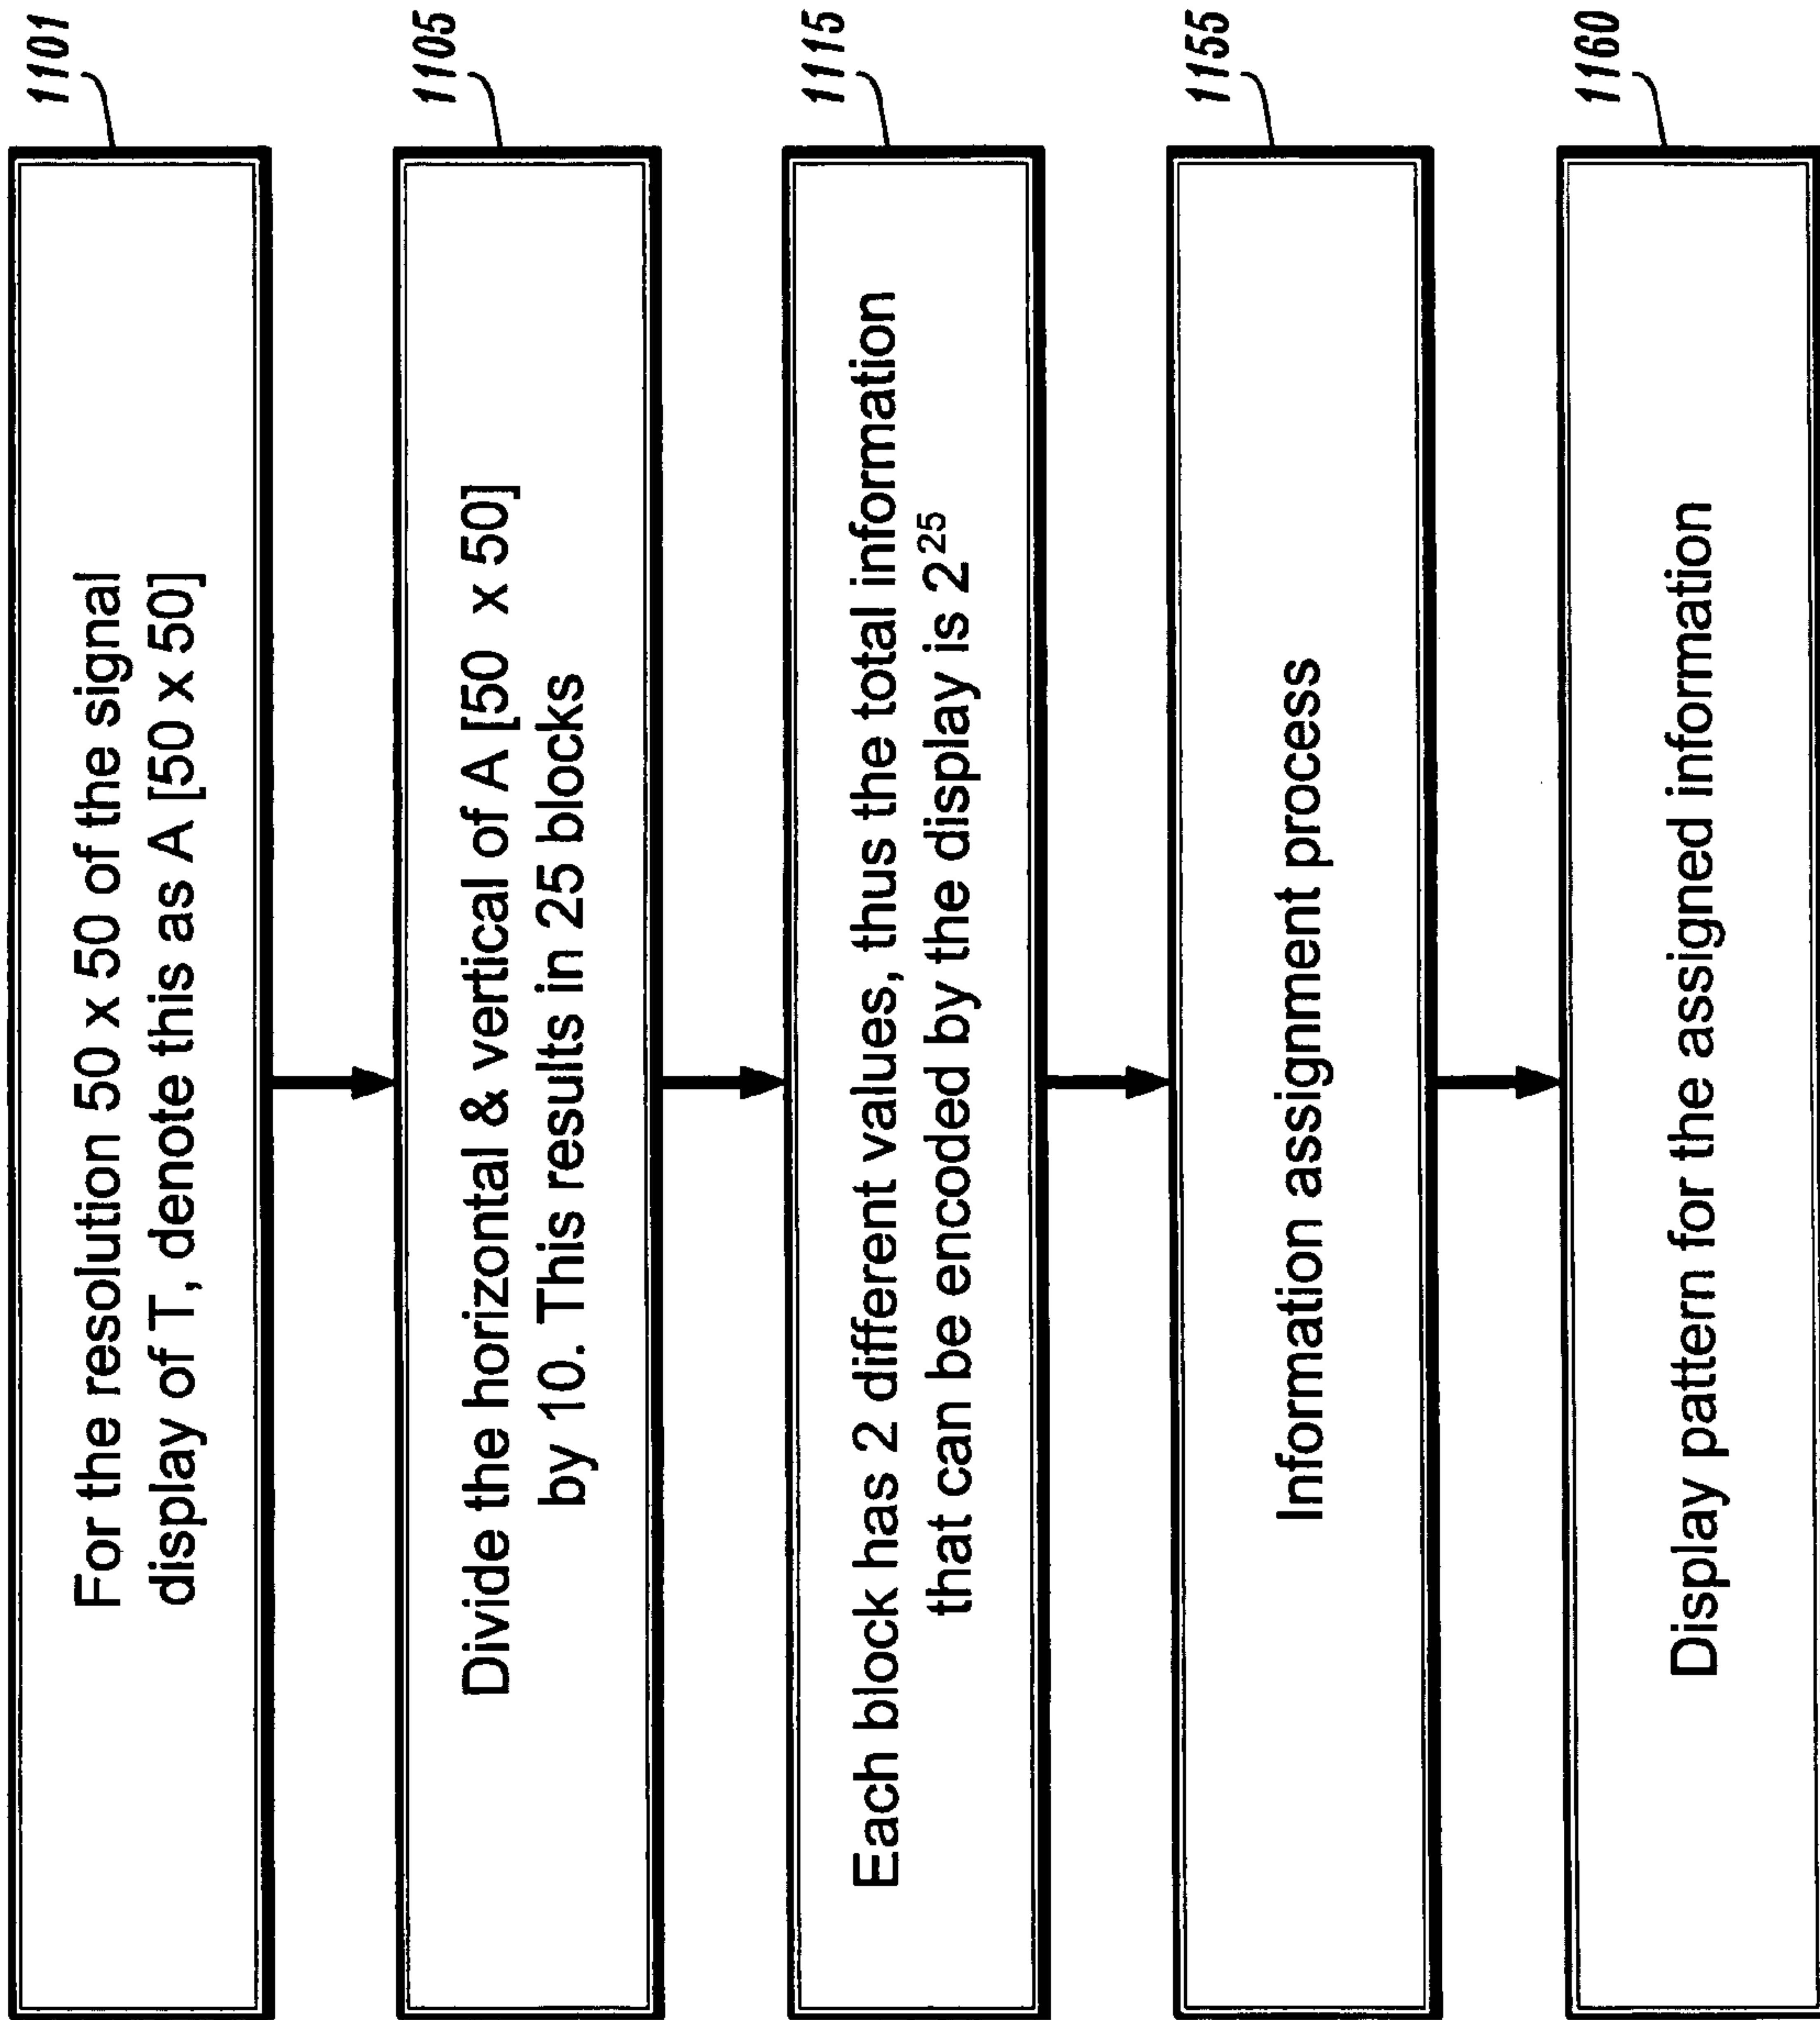 For the resolution 50 x 50 of the signal
display of T, denote this as A [50 x 50]
1101
Divide the horizontal & vertical of A [50 x 50]
by 10. This results in 25 blocks
1105
Each block has 2 different values, thus the total information
that can be encoded by the display is 2²⁵
1115
Information assignment process
1155
Display pattern for the assigned information
1160